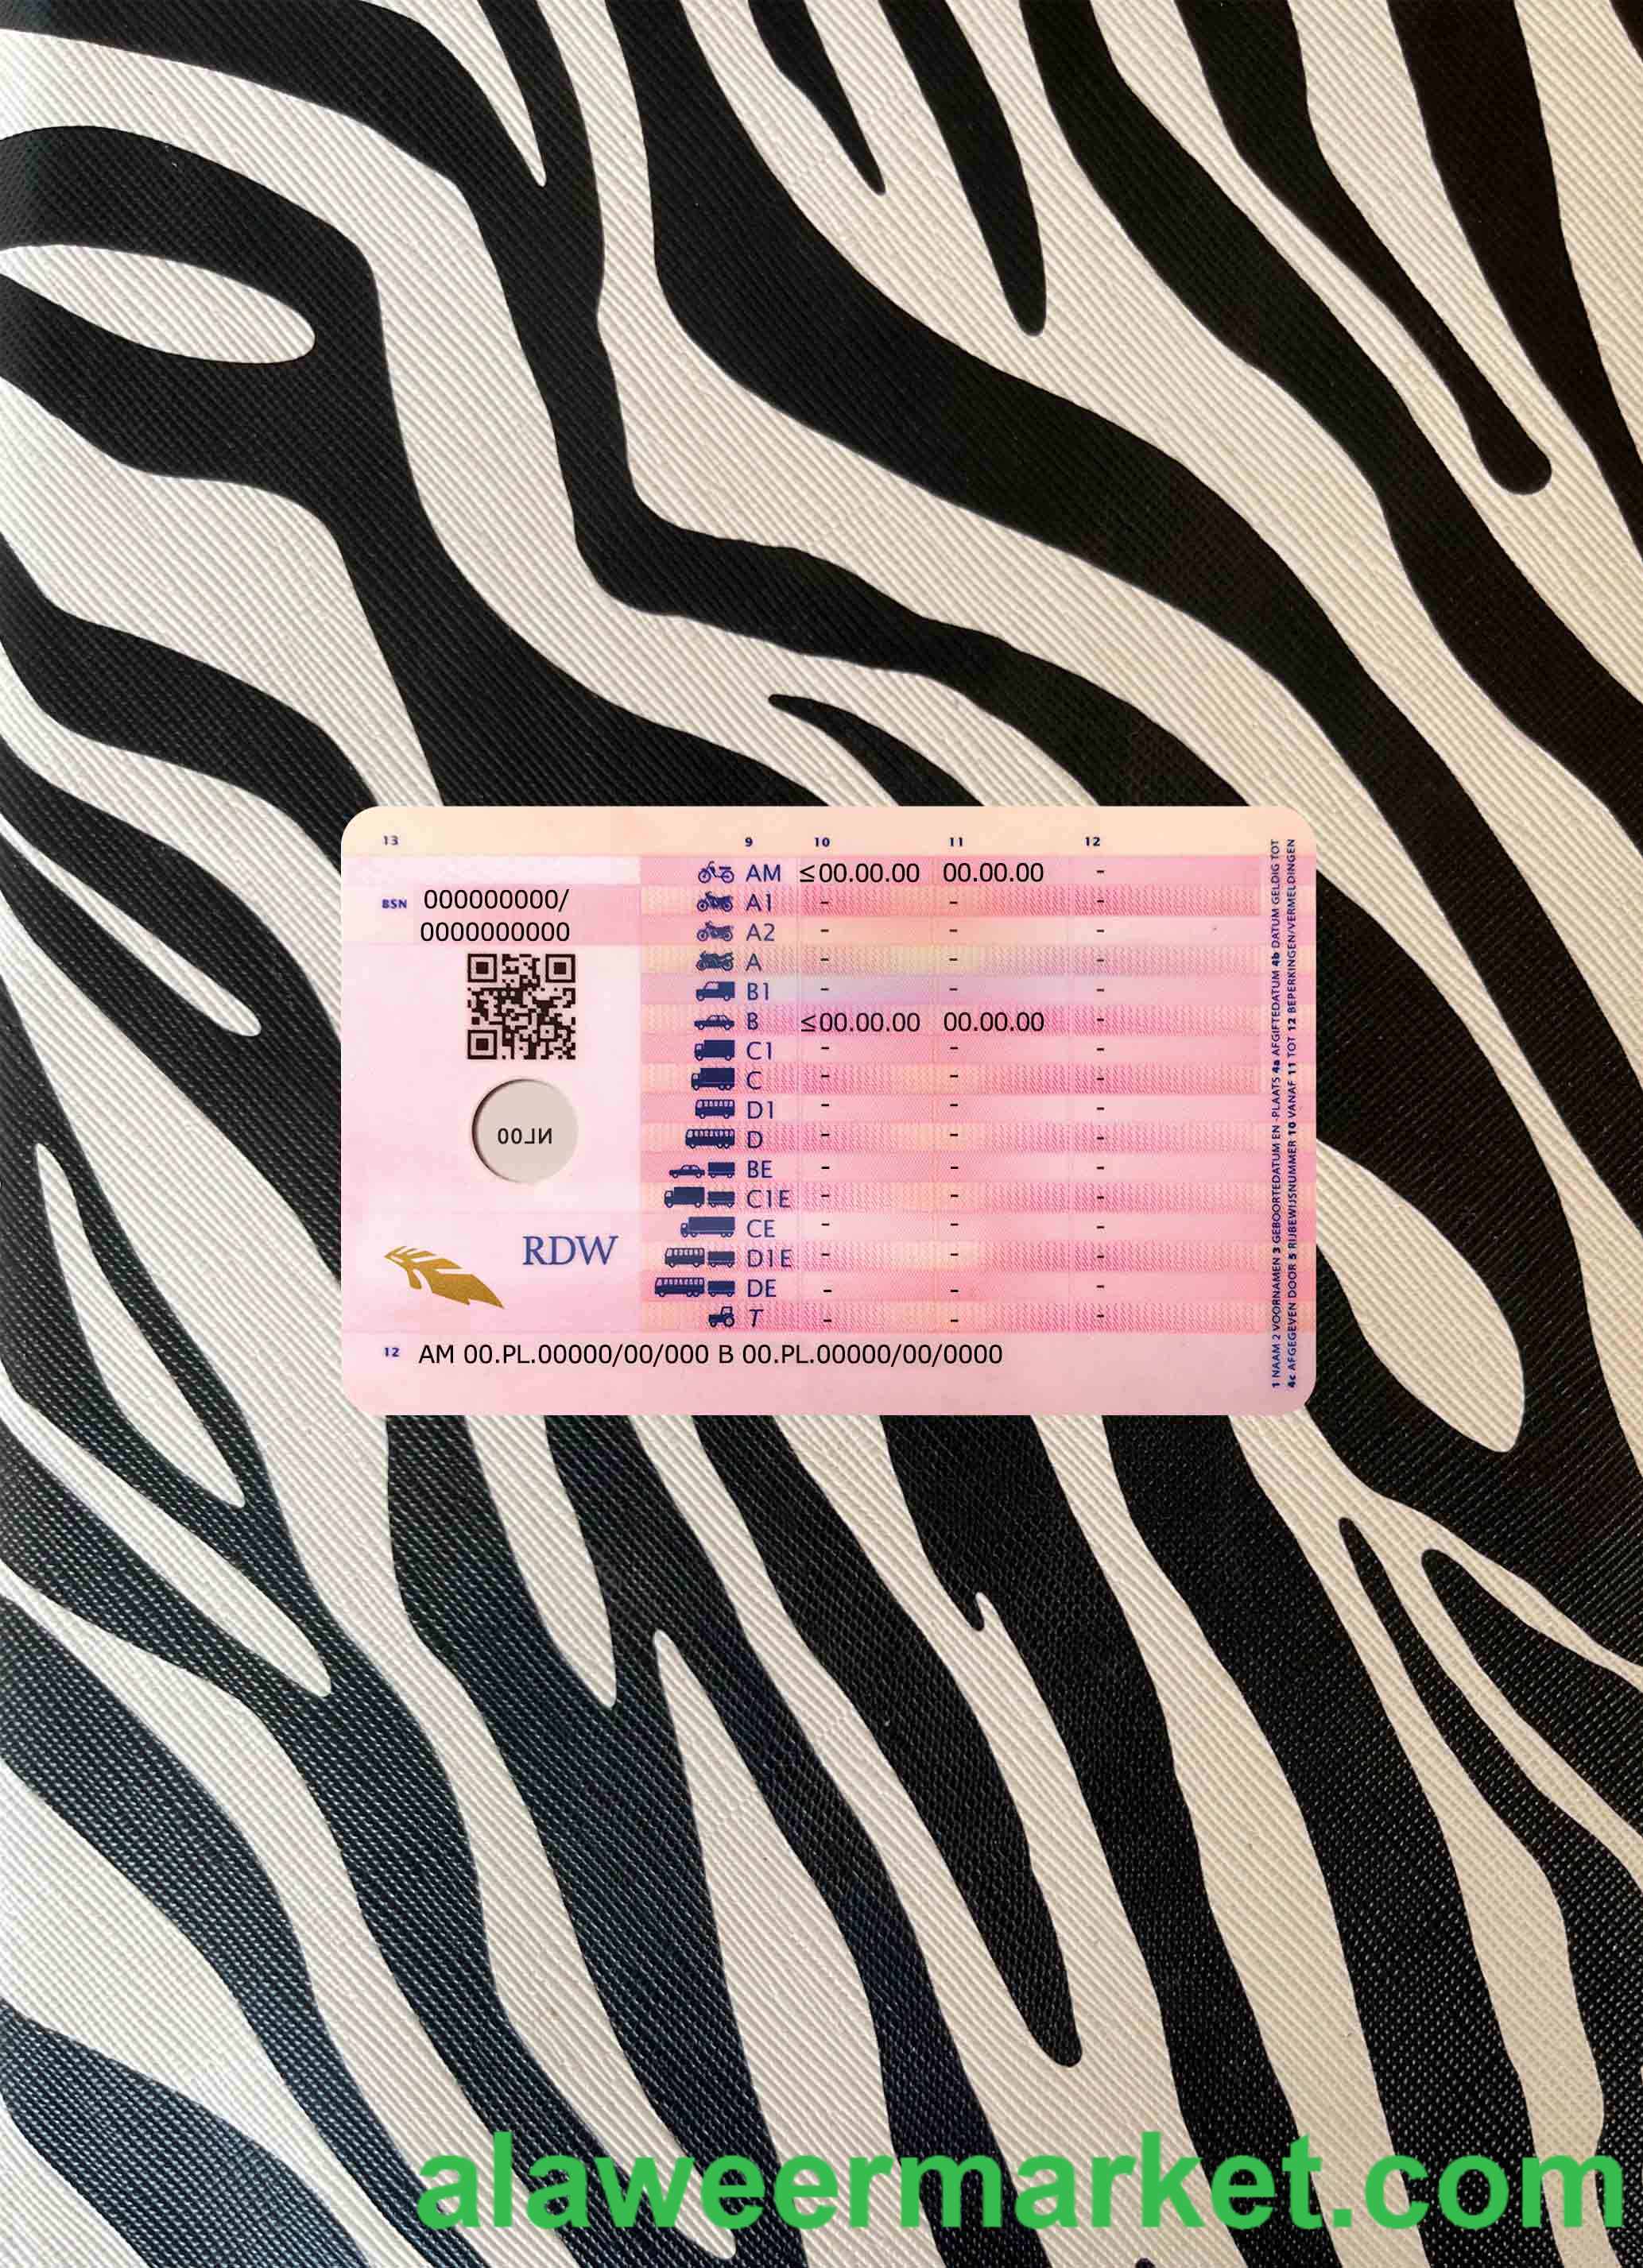 13
BSN 000000000/
0000000000
NL00
RDW
9 10 11 12
AM ≤00.00.00 00.00.00 -
A1 - - -
A2 - - -
A - - -
B1 - - -
B ≤00.00.00 00.00.00 -
C1 - - -
C - - -
D1 - - -
D - - -
BE - - -
C1E - - -
CE - - -
D1E - - -
DE - - -
T - - -
12 AM 00.PL.00000/00/000 B 00.PL.00000/00/0000
1 NAAM 2 VOORNAMEN 3 GEBOORTEDATUM EN -PLAATS 4a AFGIFTEDATUM 4b DATUM GELDIG TOT
4c AFGEGEVEN DOOR 5 RIJBEWIJSNUMMER 10 VANAF 11 TOT 12 BEPERKINGEN/VERMELDINGEN
alaweermarket.com